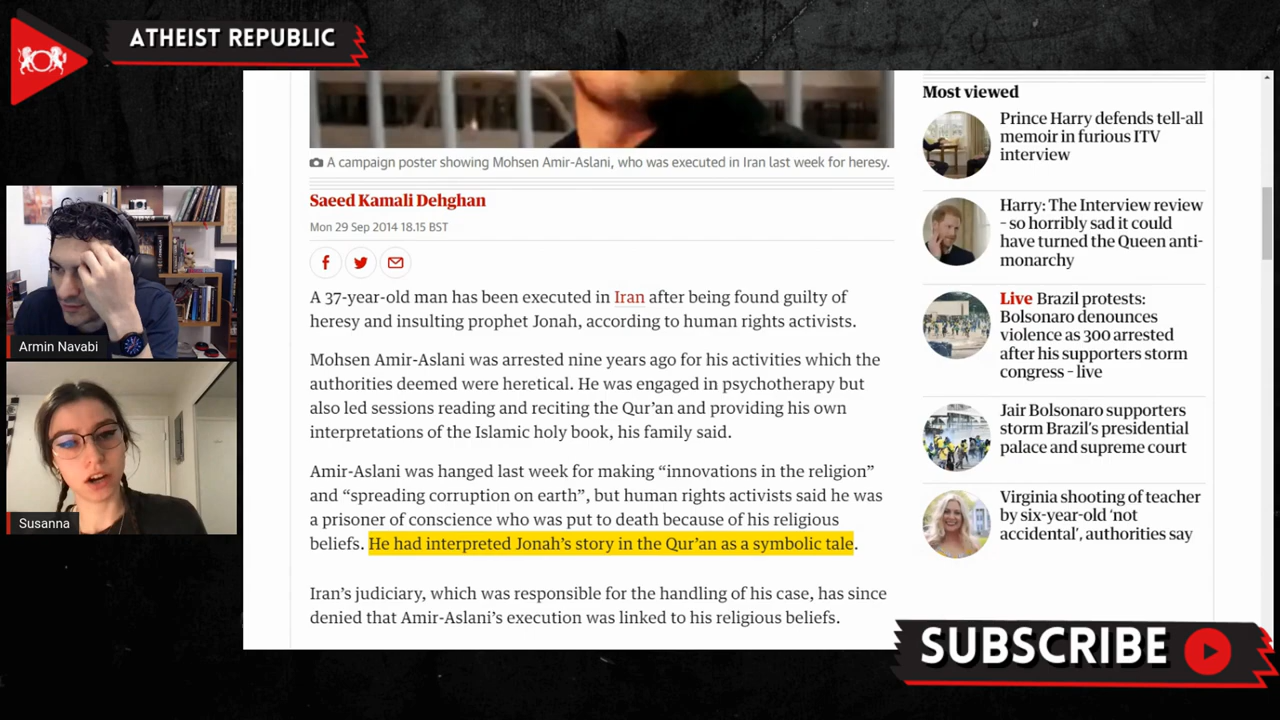 ATHEIST REPUBLIC
A campaign poster showing Mohsen Amir-Aslani, who was executed in Iran last week for heresy.
Saeed Kamali Dehghan
Mon 29 Sep 2014 18.15 BST
A 37-year-old man has been executed in Iran after being found guilty of
heresy and insulting prophet Jonah, according to human rights activists.
Mohsen Amir-Aslani was arrested nine years ago for his activities which the
authorities deemed were heretical. He was engaged in psychotherapy but
also led sessions reading and reciting the Qur’an and providing his own
interpretations of the Islamic holy book, his family said.
Amir-Aslani was hanged last week for making “innovations in the religion”
and “spreading corruption on earth”, but human rights activists said he was
a prisoner of conscience who was put to death because of his religious
beliefs. He had interpreted Jonah’s story in the Qur’an as a symbolic tale.
Iran’s judiciary, which was responsible for the handling of his case, has since
denied that Amir-Aslani’s execution was linked to his religious beliefs.
Most viewed
Prince Harry defends tell-all
memoir in furious ITV
interview
Harry: The Interview review
– so horribly sad it could
have turned the Queen anti-
monarchy
Live Brazil protests:
Bolsonaro denounces
violence as 300 arrested
after his supporters storm
congress – live
Jair Bolsonaro supporters
storm Brazil’s presidential
palace and supreme court
Virginia shooting of teacher
by six-year-old ‘not
accidental’, authorities say
Armin Navabi
Susanna
SUBSCRIBE